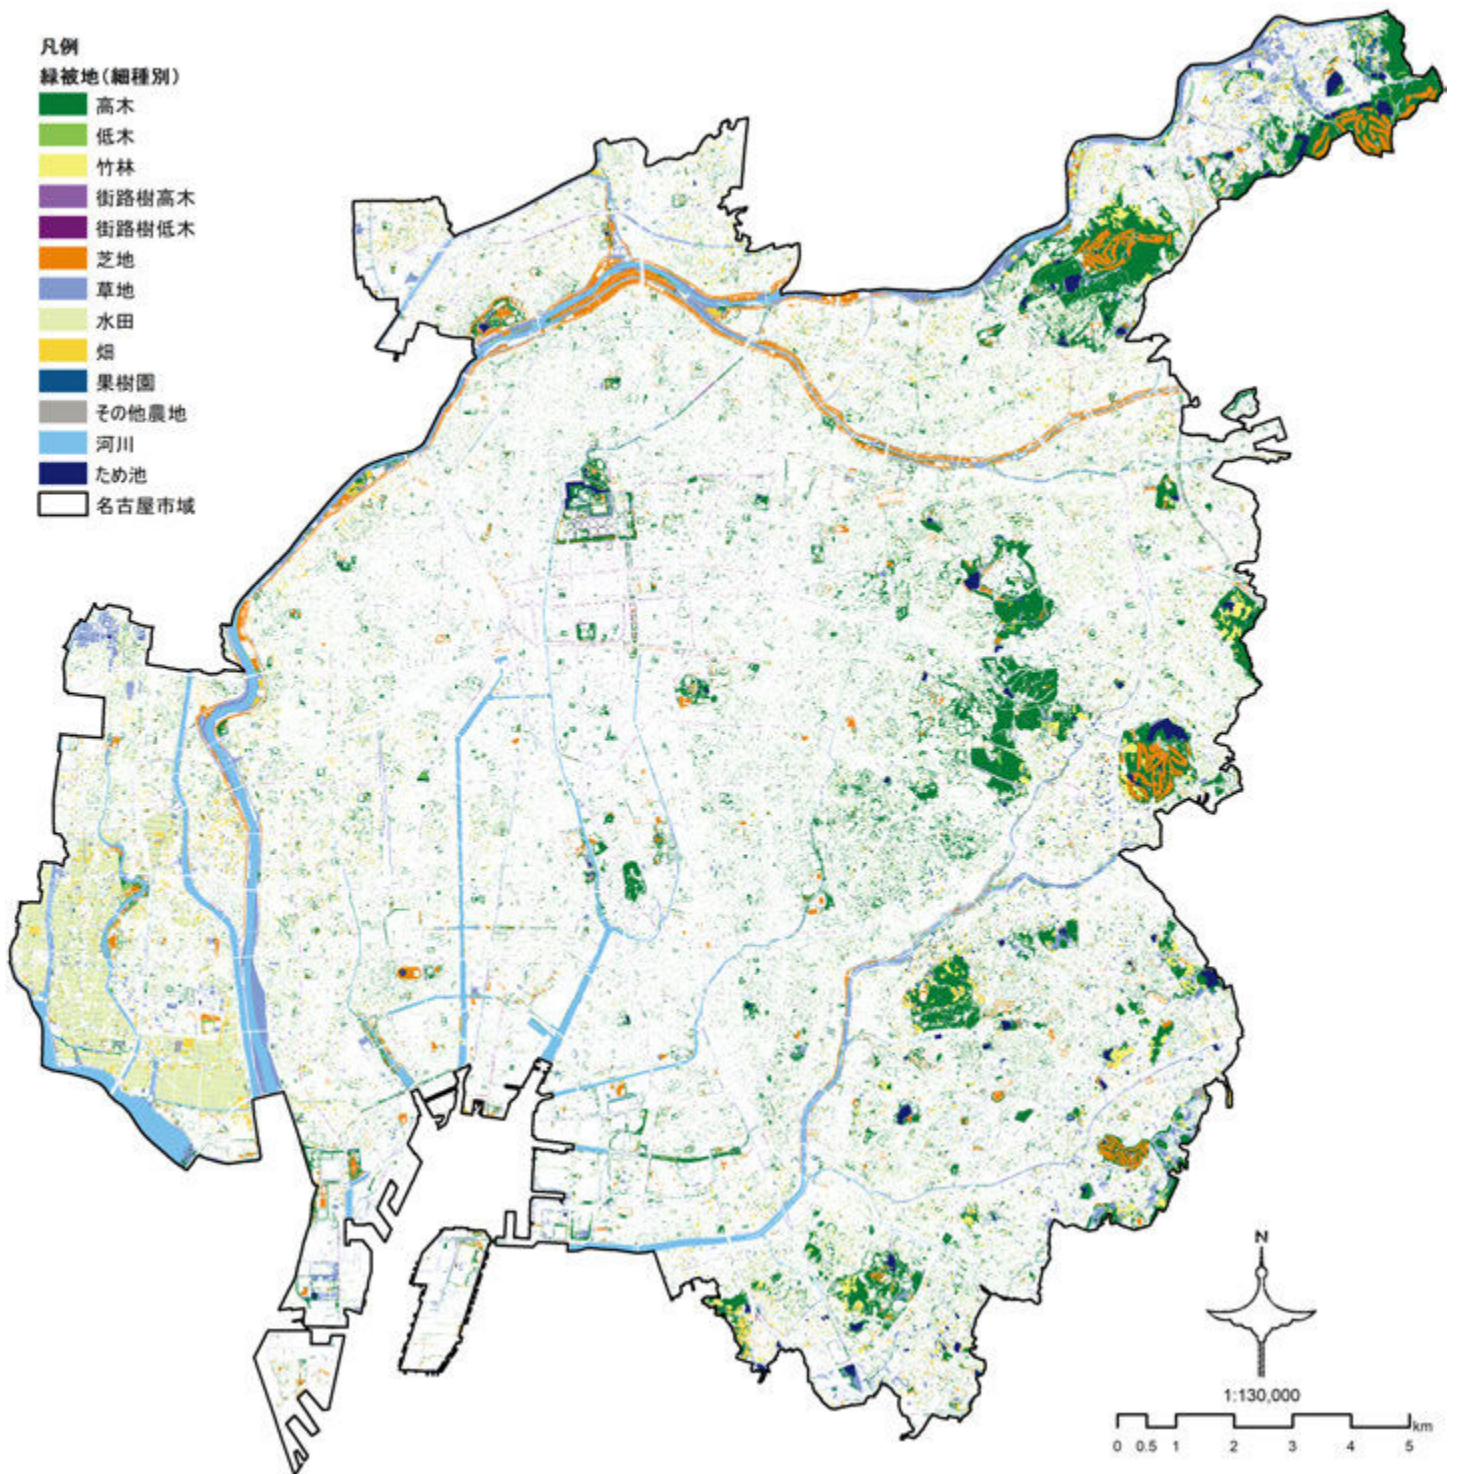 凡例
緑被地(細種別)
高木
低木
竹林
街路樹高木
街路樹低木
芝地
草地
水田
畑
果樹園
その他農地
河川
ため池
名古屋市域
N
1:130,000
km
0 0.5 1 2 3 4 5